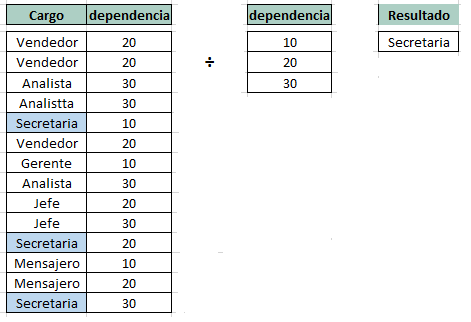 Cargo dependencia dependencia Resultado
Vendedor 20 10 Secretaria
Vendedor 20 ÷ 20
Analista 30 30
Analistta 30
Secretaria 10
Vendedor 20
Gerente 10
Analista 30
Jefe 20
Jefe 30
Secretaria 20
Mensajero 10
Mensajero 20
Secretaria 30